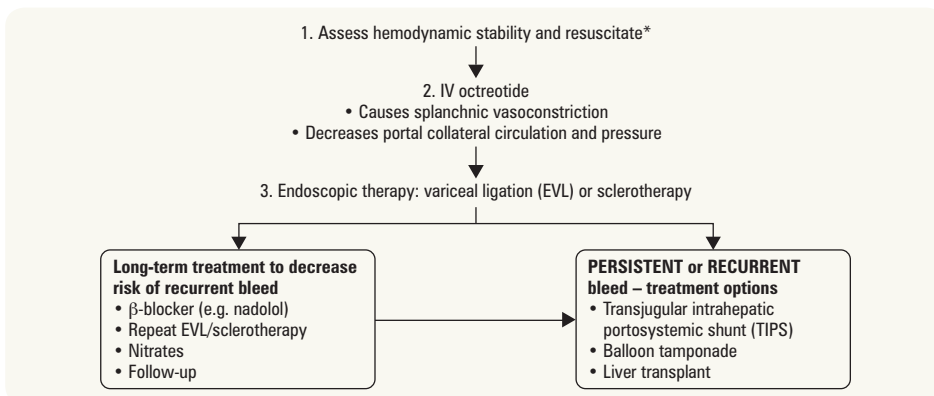 1. Assess hemodynamic stability and resuscitate*
2. IV octreotide
• Causes splanchnic vasoconstriction
• Decreases portal collateral circulation and pressure
3. Endoscopic therapy: variceal ligation (EVL) or sclerotherapy
Long-term treatment to decrease
risk of recurrent bleed
• β-blocker (e.g. nadolol)
• Repeat EVL/sclerotherapy
• Nitrates
• Follow-up
PERSISTENT or RECURRENT
bleed – treatment options
• Transjugular intrahepatic
portosystemic shunt (TIPS)
• Balloon tamponade
• Liver transplant